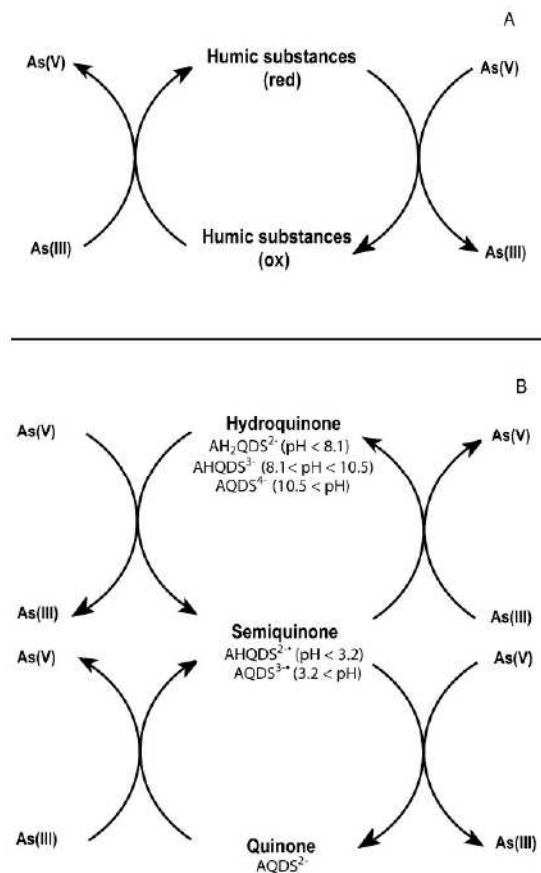 A
As(V)
Humic substances
(red)
As(V)
As(III)
Humic substances
(ox)
As(III)
B
As(V)
Hydroquinone
As(V)
AH₂QDS²⁻ (pH < 8.1)
AHQDS³⁻ (8.1< pH < 10.5)
AQDS⁴⁻ (10.5 < pH)
As(III)
Semiquinone
As(III)
As(V)
AHQDS²⁻• (pH < 3.2)
As(V)
AQDS³⁻• (3.2 < pH)
As(III)
Quinone
As(III)
AQDS²⁻